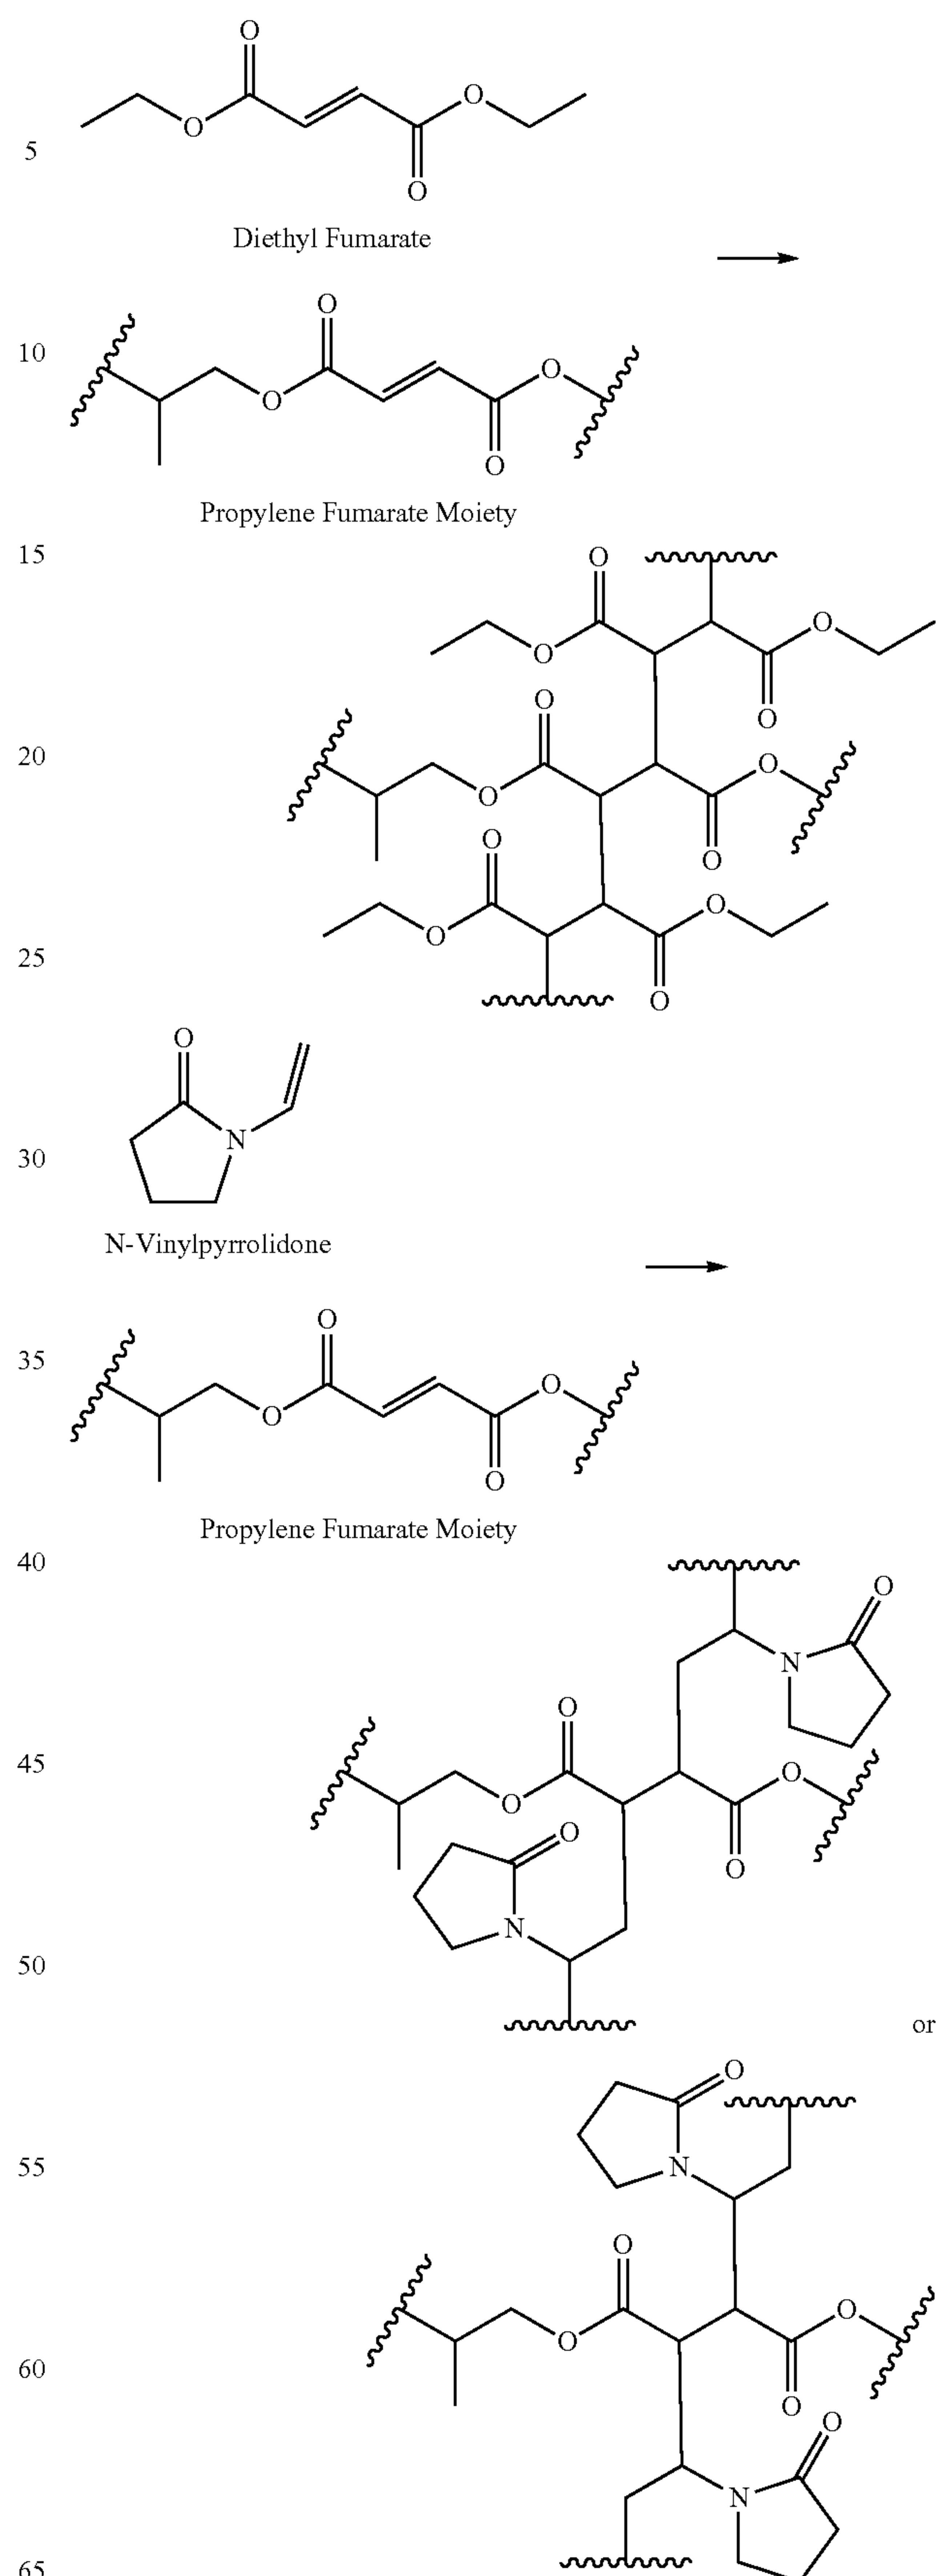 O
O
O
5
O
Diethyl Fumarate
O
10
O
O
O
Propylene Fumarate Moiety
15
O
O
O
O
O
20
O
O
O
O
O
25
O
O
O
30
N
N-Vinylpyrrolidone
O
35
O
O
O
Propylene Fumarate Moiety
40
O
N
O
45
O
O
O
O
N
50
or
O
55
N
O
O
O
60
O
O
N
65